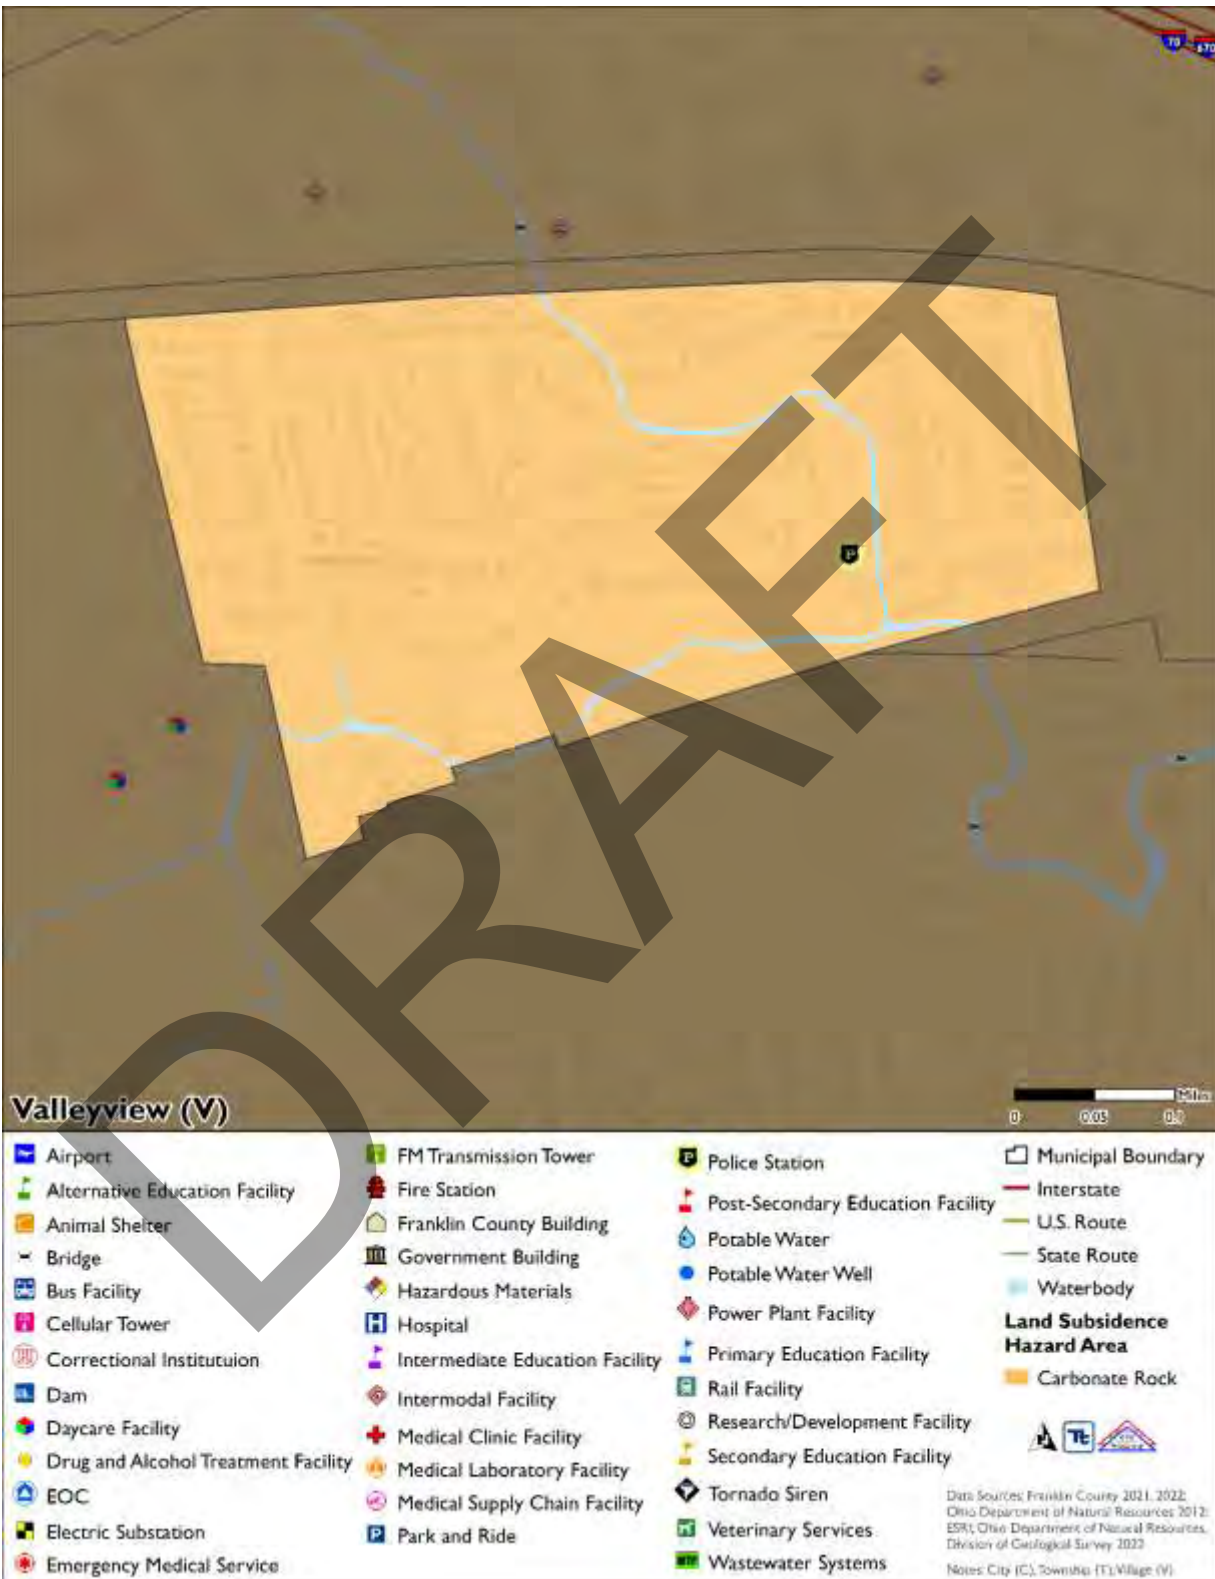 70
670
DRAFT
Valleyview (V)
Miles
0 0.05 0.1
Airport
Alternative Education Facility
Animal Shelter
Bridge
Bus Facility
Cellular Tower
Correctional Institutuion
Dam
Daycare Facility
Drug and Alcohol Treatment Facility
EOC
Electric Substation
Emergency Medical Service
FM Transmission Tower
Fire Station
Franklin County Building
Government Building
Hazardous Materials
Hospital
Intermediate Education Facility
Intermodal Facility
Medical Clinic Facility
Medical Laboratory Facility
Medical Supply Chain Facility
Park and Ride
Police Station
Post-Secondary Education Facility
Potable Water
Potable Water Well
Power Plant Facility
Primary Education Facility
Rail Facility
Research/Development Facility
Secondary Education Facility
Tornado Siren
Veterinary Services
Wastewater Systems
Municipal Boundary
Interstate
U.S. Route
State Route
Waterbody
Land Subsidence
Hazard Area
Carbonate Rock
Data Sources: Franklin County 2021, 2022;
Ohio Department of Natural Resources 2012;
ESRI; Ohio Department of Natural Resources,
Division of Geological Survey 2022
Notes: City (C), Township (T), Village (V)